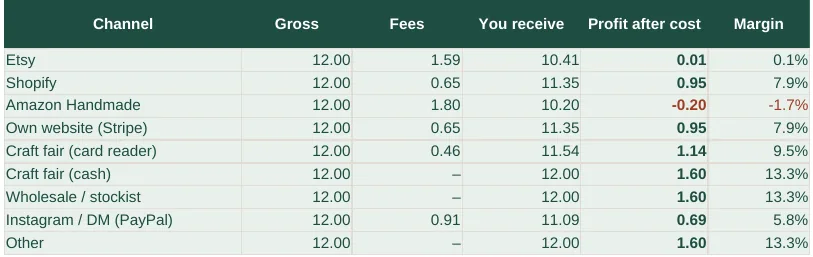 Channel Gross Fees You receive Profit after cost Margin
Etsy 12.00 1.59 10.41 0.01 0.1%
Shopify 12.00 0.65 11.35 0.95 7.9%
Amazon Handmade 12.00 1.80 10.20 -0.20 -1.7%
Own website (Stripe) 12.00 0.65 11.35 0.95 7.9%
Craft fair (card reader) 12.00 0.46 11.54 1.14 9.5%
Craft fair (cash) 12.00 – 12.00 1.60 13.3%
Wholesale / stockist 12.00 – 12.00 1.60 13.3%
Instagram / DM (PayPal) 12.00 0.91 11.09 0.69 5.8%
Other 12.00 – 12.00 1.60 13.3%